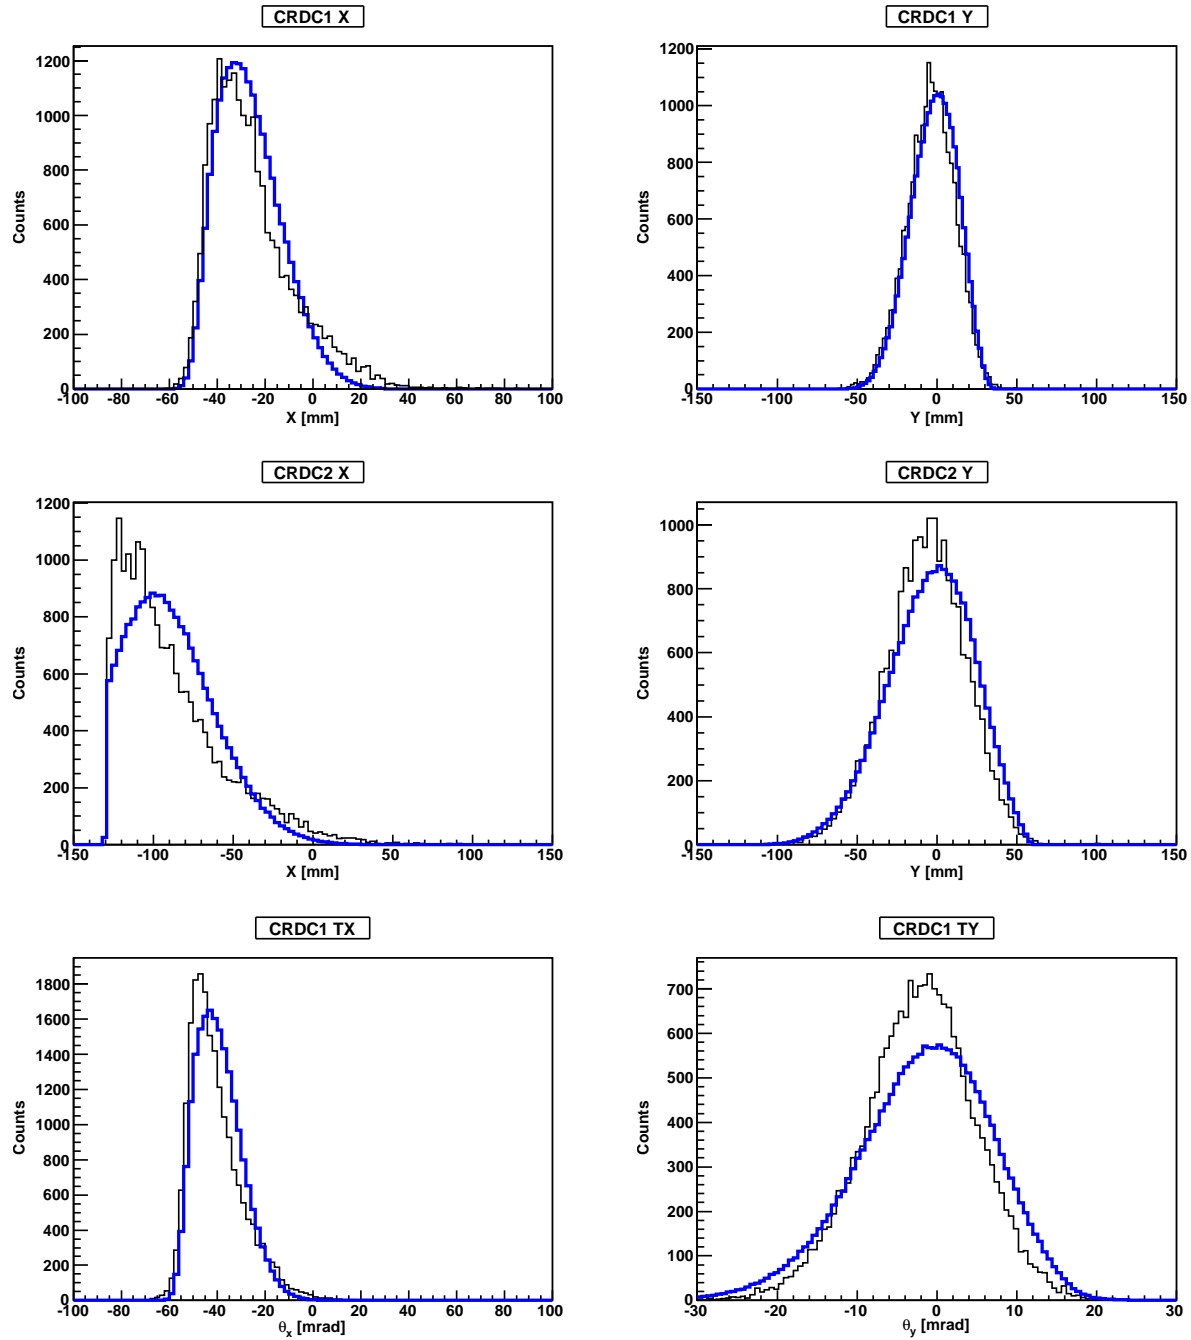 CRDC1 X
1200
1000
800
600
400
200
0
Counts
-100 -80 -60 -40 -20 0 20 40 60 80 100
X [mm]
CRDC1 Y
1200
1000
800
600
400
200
0
Counts
-150 -100 -50 0 50 100 150
Y [mm]
CRDC2 X
1200
1000
800
600
400
200
0
Counts
-150 -100 -50 0 50 100 150
X [mm]
CRDC2 Y
1000
800
600
400
200
0
Counts
-150 -100 -50 0 50 100 150
Y [mm]
CRDC1 TX
1800
1600
1400
1200
1000
800
600
400
200
0
Counts
-100 -80 -60 -40 -20 0 20 40 60 80 100
θx [mrad]
CRDC1 TY
700
600
500
400
300
200
100
0
Counts
-30 -20 -10 0 10 20 30
θy [mrad]